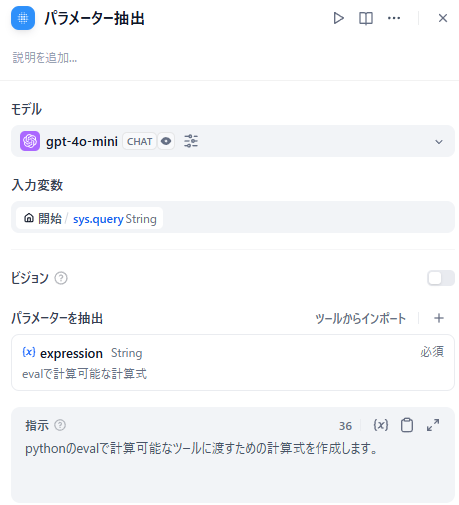 パラメーター抽出
説明を追加...
モデル
gpt-4o-mini CHAT
入力変数
開始 / sys.query String
ビジョン
パラメーターを抽出 ツールからインポート
expression String 必須
evalで計算可能な計算式
指示 36 {x}
pythonのevalで計算可能なツールに渡すための計算式を作成します。